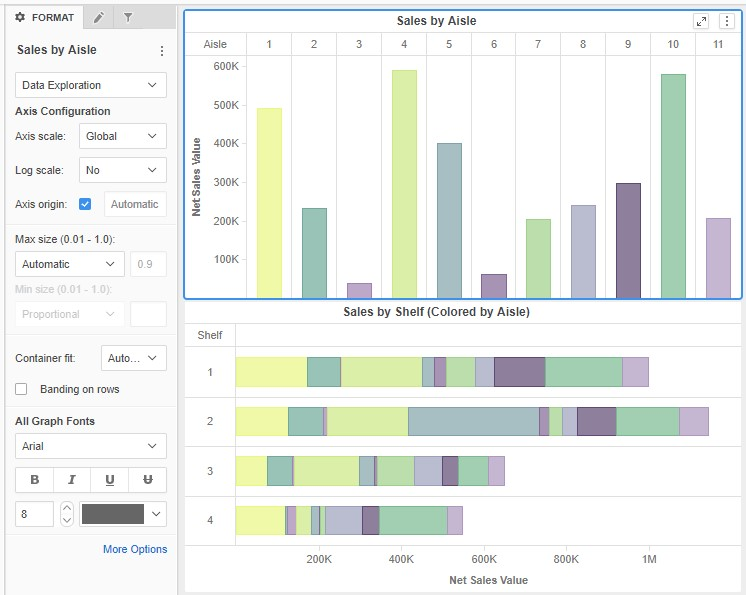 FORMAT
Sales by Aisle
Data Exploration
Axis Configuration
Axis scale: Global
Log scale: No
Axis origin: Automatic
Max size (0.01 - 1.0):
Automatic 0.9
Min size (0.01 - 1.0):
Proportional
Container fit: Auto...
Banding on rows
All Graph Fonts
Arial
B I U U
8
More Options
Sales by Aisle
Aisle 1 2 3 4 5 6 7 8 9 10 11
600K
500K
400K
300K
200K
100K
Net Sales Value
Sales by Shelf (Colored by Aisle)
Shelf
1
2
3
4
200K 400K 600K 800K 1M
Net Sales Value